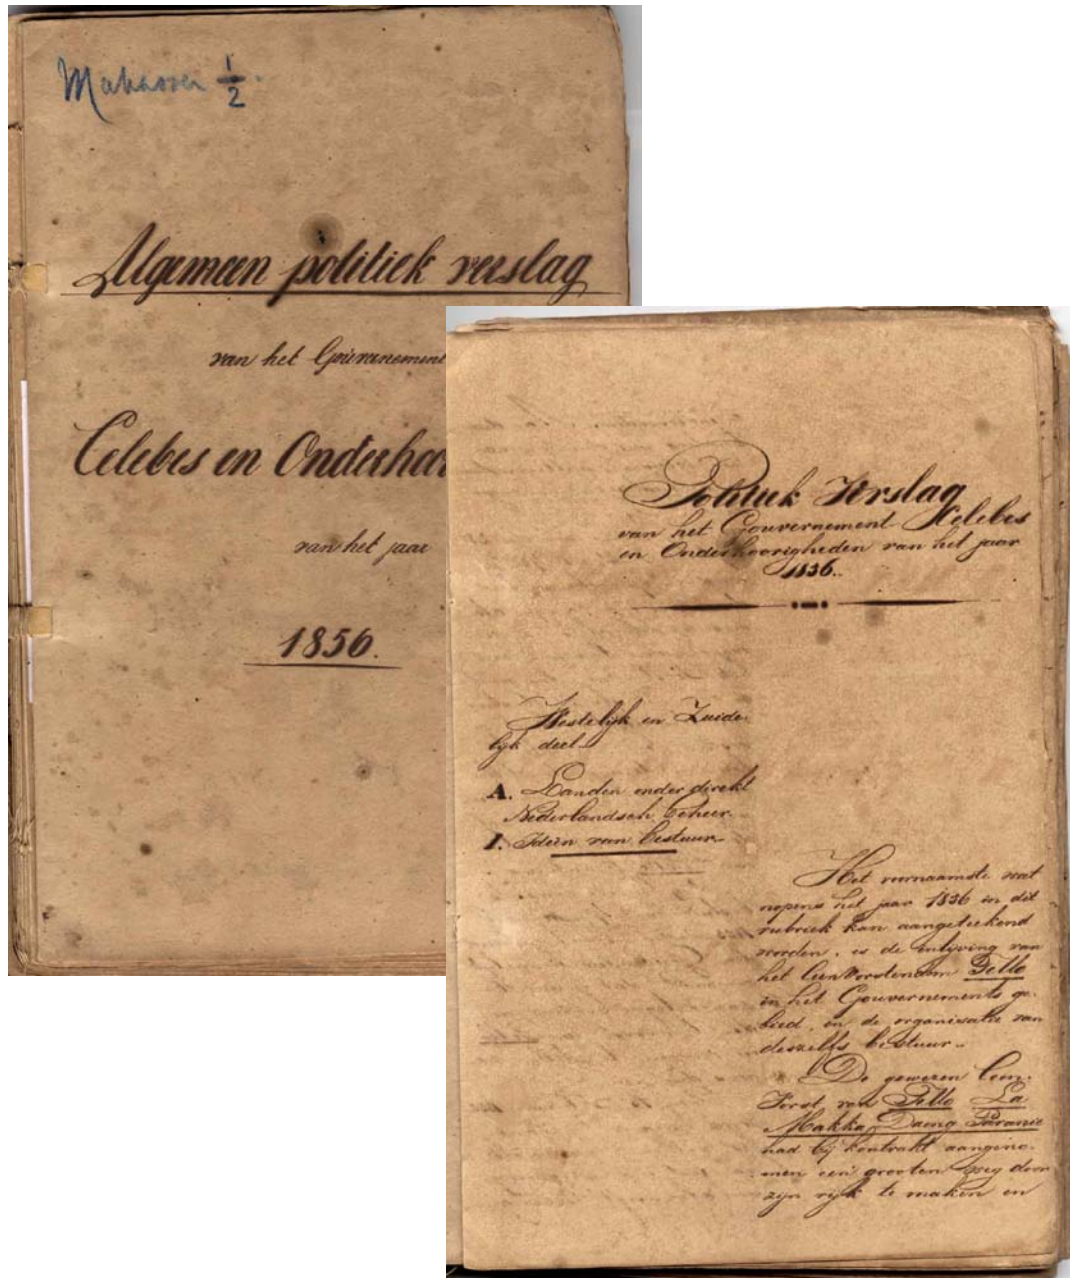 Makasser 1/2.
Algemeen politiek verslag
van het Gouvernement
Celebes en Onderhoo
van het jaar
1856.
Politiek Verslag
van het Gouvernement Celebes
en Onderhoorigheden van het jaar
1856.
Westelijk en Zuide-
lijk deel.
A. Landen onder direkt
Nederlandsch beheer.
I. Ideën van bestuur.
Het voornaamste wat
nopens het jaar 1856 in dit
rubriek kan aangeteekend
worden, is de inlijving van
het leenvorstendom Tello
in het Gouvernements ge-
bied, en de organisatie van
deszelfs bestuur.
De gewezen Leen-
Vorst van Tello La
Makka Daeng Paranie
had bij kontrakt aangeno-
men een grooten weg door
zijn rijk te maken en